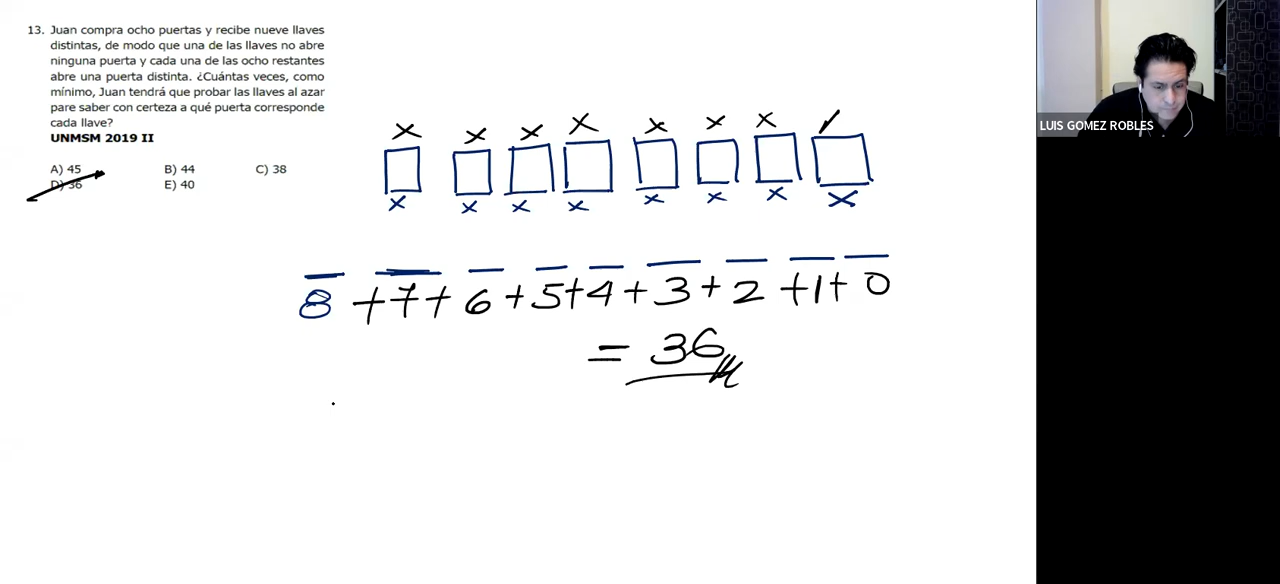 13. Juan compra ocho puertas y recibe nueve llaves
distintas, de modo que una de las llaves no abre
ninguna puerta y cada una de las ocho restantes
abre una puerta distinta. ¿Cuántas veces, como
mínimo, Juan tendrá que probar las llaves al azar
pare saber con certeza a qué puerta corresponde
cada llave?
UNMSM 2019 II
A) 45 B) 44 C) 38
D) 36 E) 40
x x x x x x x ✓
x x x x x x x x
8 + 7 + 6 + 5 + 4 + 3 + 2 + 1 + 0
= 36
LUIS GOMEZ ROBLES